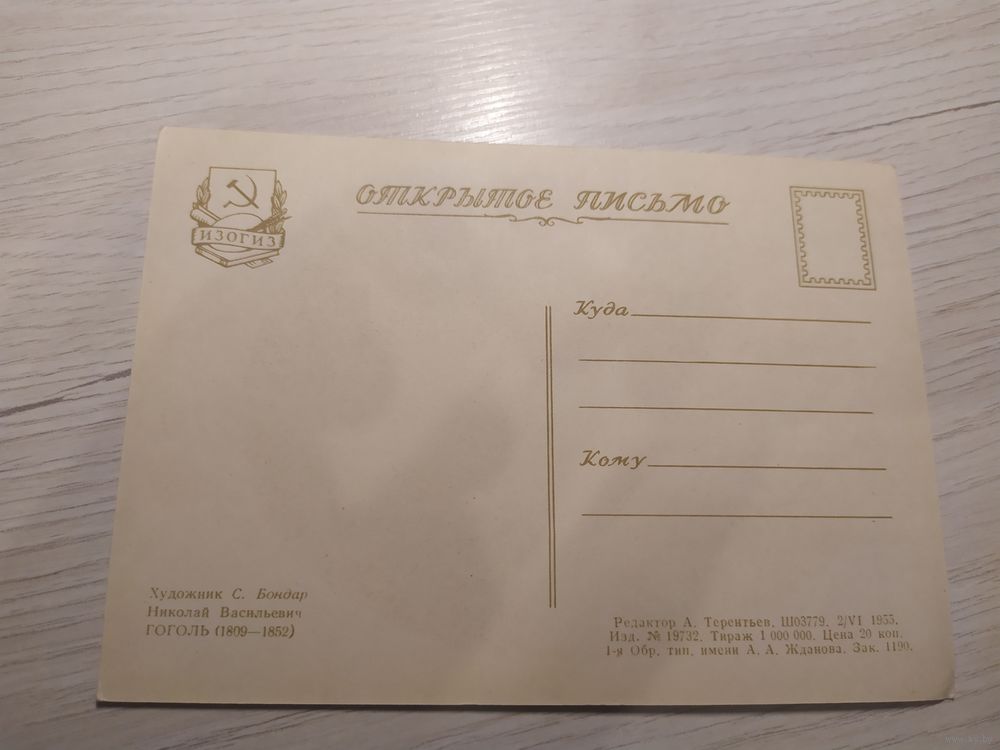 ИЗОГИЗ
ОТКРЫТОЕ ПИСЬМО
Куда
Кому
Художник С. Бондар
Николай Васильевич
ГОГОЛЬ (1809—1852)
Редактор А. Терентьев. Ш03779. 2/VI 1955.
Изд. № 19732. Тираж 1 000 000. Цена 20 коп.
1-я Обр. тип. имени А. А. Жданова. Зак. 1190.